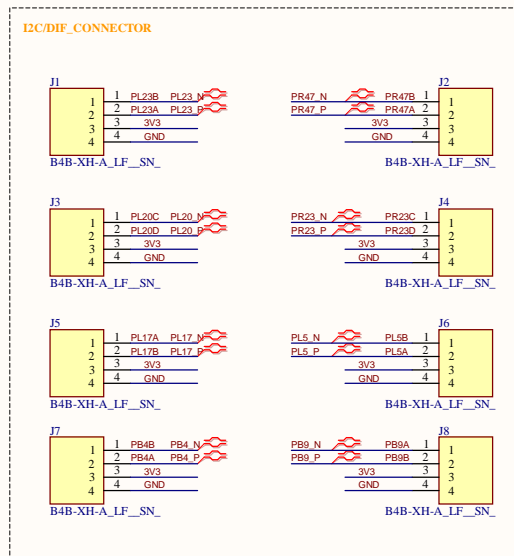 I2C/DIF_CONNECTOR
J1
1 1 PL23B PL23_N
2 2 PL23A PL23_P
3 3 3V3
4 4 GND
B4B-XH-A_LF__SN_
J2
PR47_N PR47B 1 1
PR47_P PR47A 2 2
3V3 3 3
GND 4 4
B4B-XH-A_LF__SN_
J3
1 1 PL20C PL20_N
2 2 PL20D PL20_P
3 3 3V3
4 4 GND
B4B-XH-A_LF__SN_
J4
PR23_N PR23C 1 1
PR23_P PR23D 2 2
3V3 3 3
GND 4 4
B4B-XH-A_LF__SN_
J5
1 1 PL17A PL17_N
2 2 PL17B PL17_P
3 3 3V3
4 4 GND
B4B-XH-A_LF__SN_
J6
PL5_N PL5B 1 1
PL5_P PL5A 2 2
3V3 3 3
GND 4 4
B4B-XH-A_LF__SN_
J7
1 1 PB4B PB4_N
2 2 PB4A PB4_P
3 3 3V3
4 4 GND
B4B-XH-A_LF__SN_
J8
PB9_N PB9A 1 1
PB9_P PB9B 2 2
3V3 3 3
GND 4 4
B4B-XH-A_LF__SN_